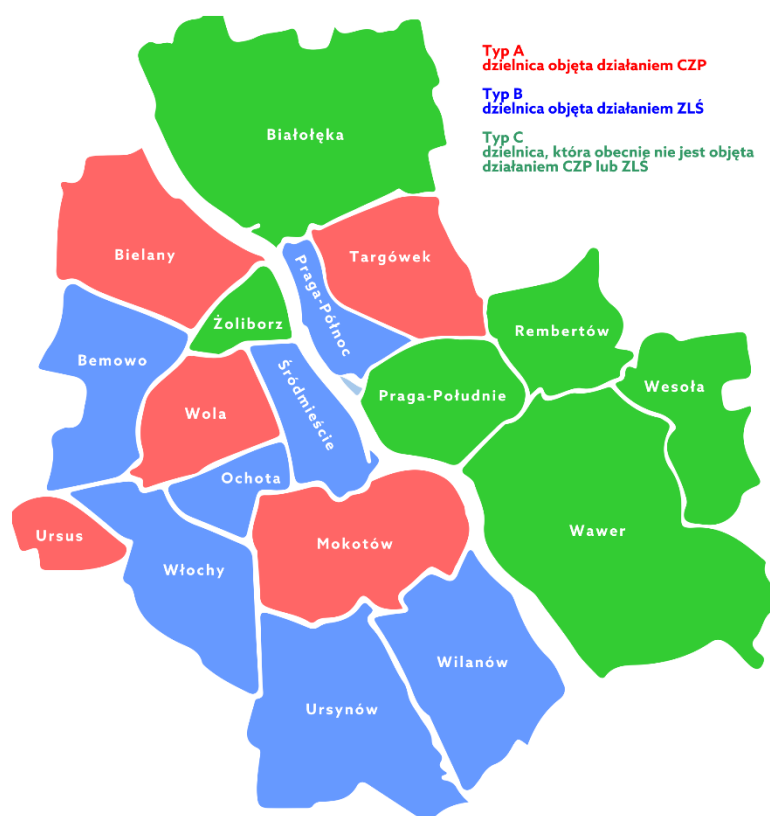 Typ A
dzielnica objęta działaniem CZP
Typ B
dzielnica objęta działaniem ZLŚ
Typ C
dzielnica, która obecnie nie jest objęta
działaniem CZP lub ZLŚ
Białołęka
Bielany
Targówek
Praga-Północ
Żoliborz
Rembertów
Bemowo
Śródmieście
Wesoła
Praga-Południe
Wola
Ochota
Ursus
Mokotów
Wawer
Włochy
Wilanów
Ursynów